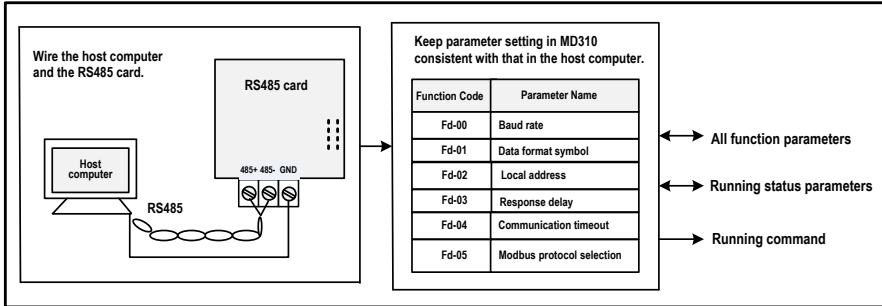 Wire the host computer
and the RS485 card.
RS485 card
485+ 485- GND
Host
computer
RS485
Keep parameter setting in MD310
consistent with that in the host computer.
Function Code Parameter Name
Fd-00 Baud rate
Fd-01 Data format symbol
Fd-02 Local address
Fd-03 Response delay
Fd-04 Communication timeout
Fd-05 Modbus protocol selection
All function parameters
Running status parameters
Running command